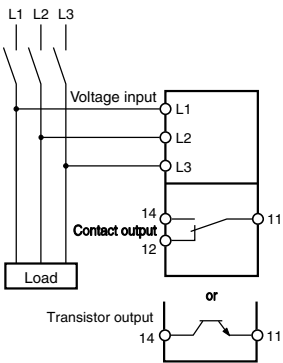 L1 L2 L3
Voltage input
L1
L2
L3
14
11
Contact output
12
Load
or
Transistor output
14
11